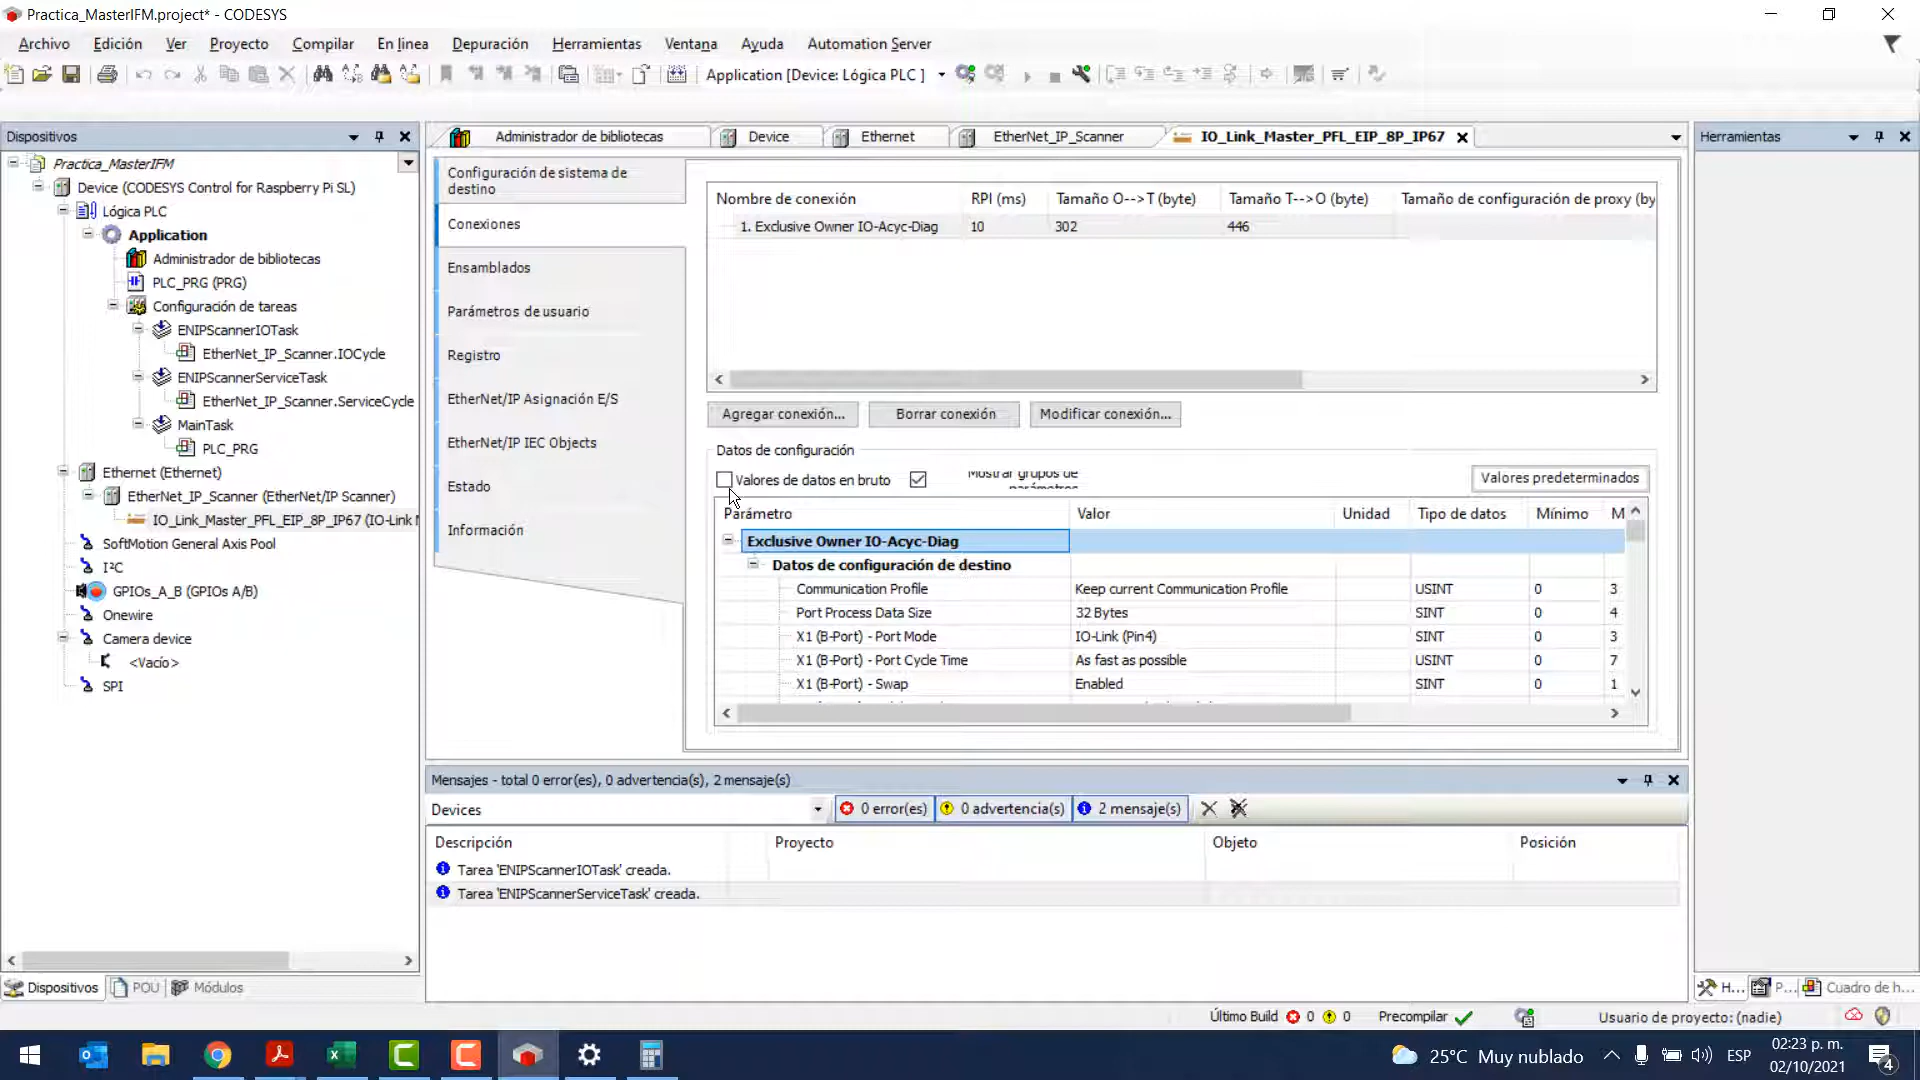 Practica_MasterIFM.project* - CODESYS
Archivo Edición Ver Proyecto Compilar En línea Depuración Herramientas Ventana Ayuda Automation Server
Application [Device: Lógica PLC ]
Dispositivos
Practica_MasterIFM
Device (CODESYS Control for Raspberry Pi SL)
Lógica PLC
Application
Administrador de bibliotecas
PLC_PRG (PRG)
Configuración de tareas
ENIPScannerIOTask
EtherNet_IP_Scanner.IOCycle
ENIPScannerServiceTask
EtherNet_IP_Scanner.ServiceCycle
MainTask
PLC_PRG
Ethernet (Ethernet)
EtherNet_IP_Scanner (EtherNet/IP Scanner)
IO_Link_Master_PFL_EIP_8P_IP67 (IO-Link M
SoftMotion General Axis Pool
I²C
GPIOs_A_B (GPIOs A/B)
Onewire
Camera device
<Vacío>
SPI
Dispositivos POU Módulos
Administrador de bibliotecas Device Ethernet EtherNet_IP_Scanner IO_Link_Master_PFL_EIP_8P_IP67
Configuración de sistema de
destino
Conexiones
Ensamblados
Parámetros de usuario
Registro
EtherNet/IP Asignación E/S
EtherNet/IP IEC Objects
Estado
Información
Nombre de conexión RPI (ms) Tamaño O-->T (byte) Tamaño T-->O (byte) Tamaño de configuración de proxy (by
1. Exclusive Owner IO-Acyc-Diag 10 302 446
Agregar conexión... Borrar conexión Modificar conexión...
Datos de configuración
Valores de datos en bruto Mostrar grupos de
parámetros
Valores predeterminados
Parámetro Valor Unidad Tipo de datos Mínimo M
Exclusive Owner IO-Acyc-Diag
Datos de configuración de destino
Communication Profile Keep current Communication Profile USINT 0 3
Port Process Data Size 32 Bytes SINT 0 4
X1 (B-Port) - Port Mode IO-Link (Pin4) SINT 0 3
X1 (B-Port) - Port Cycle Time As fast as possible USINT 0 7
X1 (B-Port) - Swap Enabled SINT 0 1
Mensajes - total 0 error(es), 0 advertencia(s), 2 mensaje(s)
Devices 0 error(es) 0 advertencia(s) 2 mensaje(s)
Descripción Proyecto Objeto Posición
Tarea 'ENIPScannerIOTask' creada.
Tarea 'ENIPScannerServiceTask' creada.
Herramientas
H... P... Cuadro de h...
Último Build 0 0 Precompilar Usuario de proyecto: (nadie)
25°C Muy nublado ESP
02:23 p. m.
02/10/2021
4